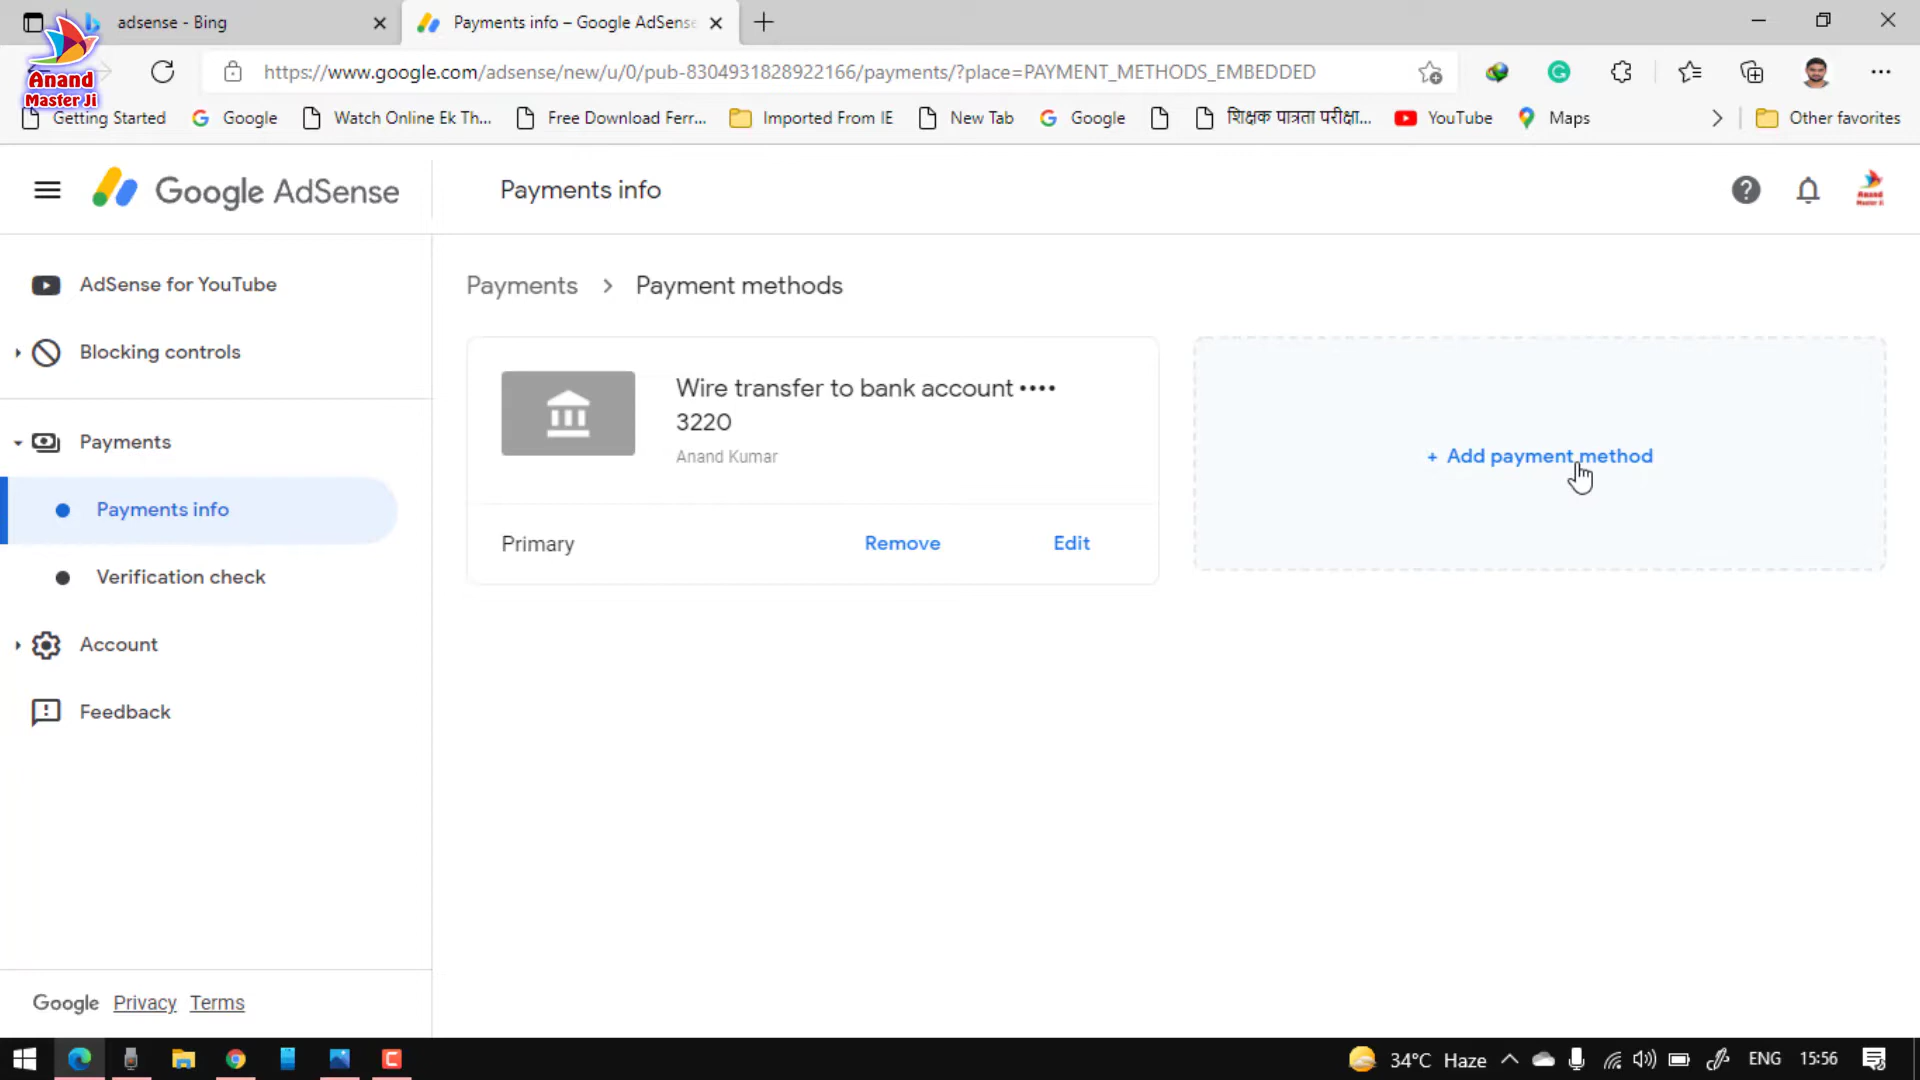 adsense - Bing
Payments info – Google AdSense
Anand
Master Ji
https://www.google.com/adsense/new/u/0/pub-8304931828922166/payments/?place=PAYMENT_METHODS_EMBEDDED
Getting Started
Google
Watch Online Ek Th...
Free Download Ferr...
Imported From IE
New Tab
Google
शिक्षक पात्रता परीक्षा...
YouTube
Maps
Other favorites
Google AdSense
Payments info
Anand
Master Ji
AdSense for YouTube
Blocking controls
Payments
Payments info
Verification check
Account
Feedback
Payments > Payment methods
Wire transfer to bank account ••••
3220
Anand Kumar
Primary
Remove
Edit
+ Add payment method
Google Privacy Terms
34°C Haze
ENG
15:56